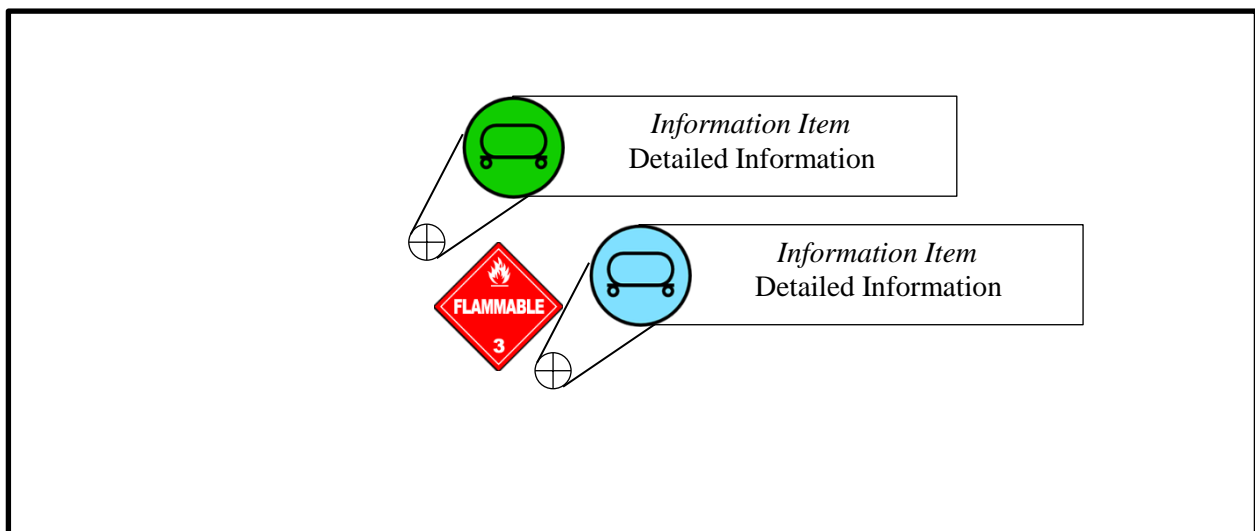 Information Item
Detailed Information
Information Item
Detailed Information
FLAMMABLE
3